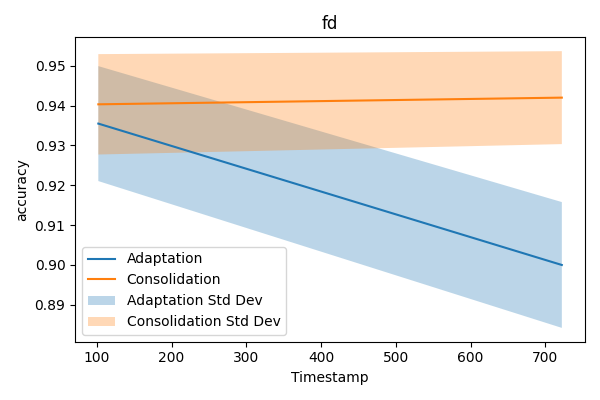 fd
accuracy
0.95
0.94
0.93
0.92
0.91
0.90
0.89
Adaptation
Consolidation
Adaptation Std Dev
Consolidation Std Dev
100 200 300 400 500 600 700
Timestamp